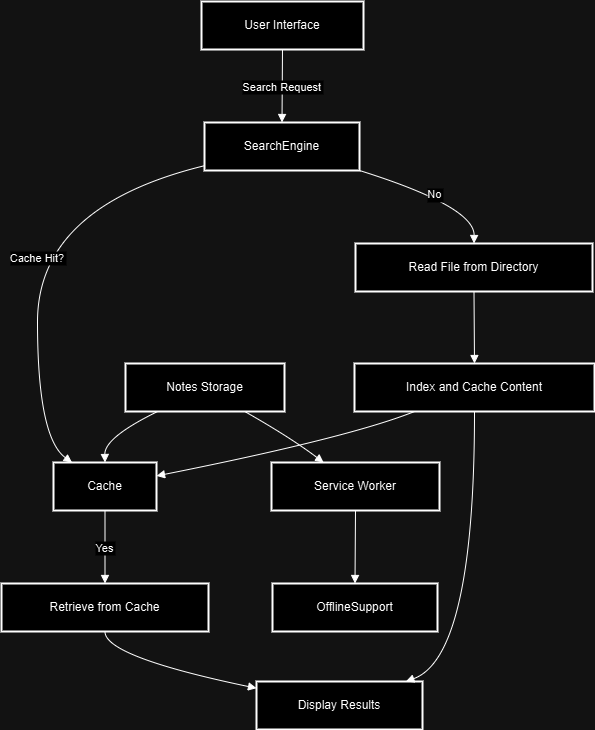 User Interface
Search Request
SearchEngine
No
Cache Hit?
Read File from Directory
Notes Storage
Index and Cache Content
Cache
Service Worker
Yes
Retrieve from Cache
OfflineSupport
Display Results